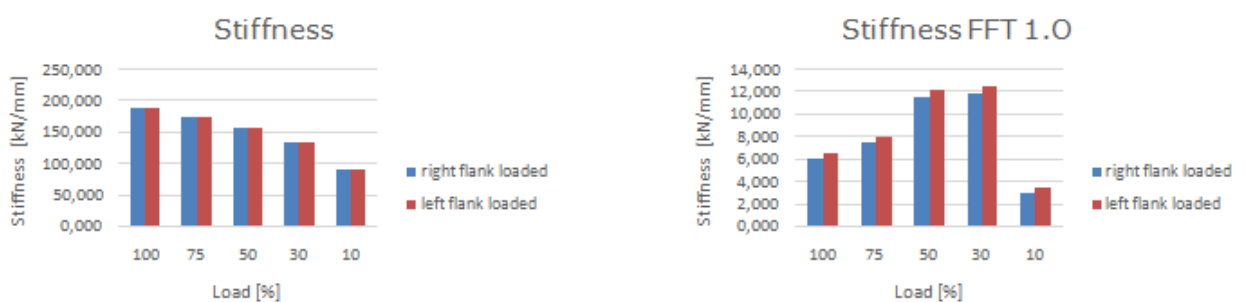 Stiffness
Stiffness [kN/mm]
250,000
200,000
150,000
100,000
50,000
0,000
100 75 50 30 10
Load [%]
right flank loaded
left flank loaded
Stiffness FFT 1.O
Stiffness [kN/mm]
14,000
12,000
10,000
8,000
6,000
4,000
2,000
0,000
100 75 50 30 10
Load [%]
right flank loaded
left flank loaded